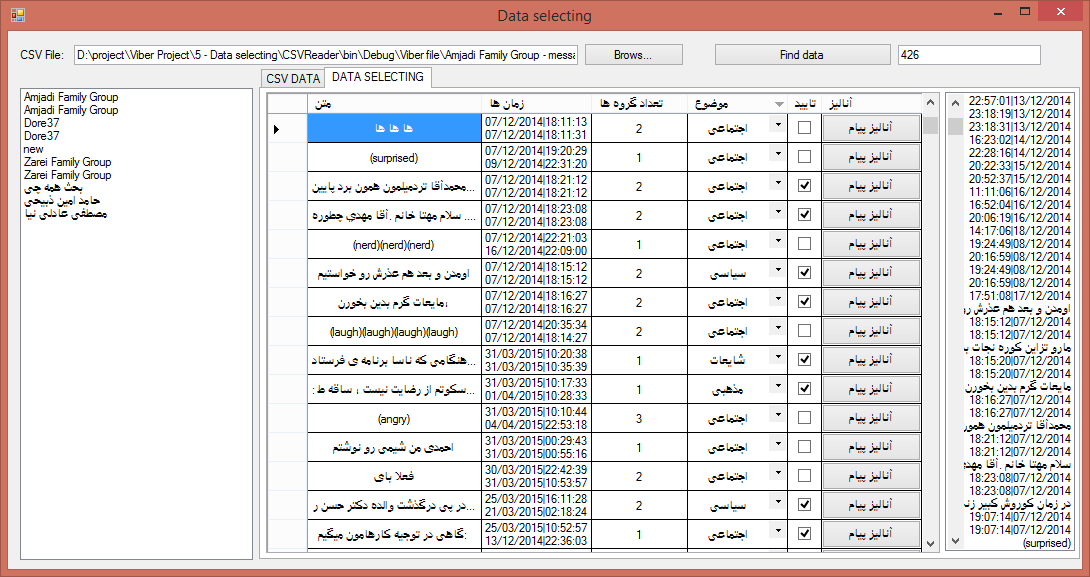 Data selecting
CSV File:
D:\project\Viber Project\5 - Data selecting\CSVReader\bin\Debug\Viber file\Amjadi Family Group - messa
Browse...
Find data
426
CSV DATA
DATA SELECTING
Amjadi Family Group
Amjadi Family Group
Dore37
Dore37
new
Zarei Family Group
Zarei Family Group
بحث همه جی
حامد امین ذبیحی
مصطفی عادلی نیا
متن زمان ها تعداد گروه ها موضوع تایید آنالیز
ها ها ها 07/12/2014|18:11:13 2 اجتماعی آنالیز پیام
07/12/2014|18:11:31
(surprised) 07/12/2014|19:20:29 1 اجتماعی آنالیز پیام
09/12/2014|22:31:20
محمدآقا تردمیلمون همون برد پایین... 07/12/2014|18:21:12 2 اجتماعی آنالیز پیام
07/12/2014|18:21:12
سلام مهتا خانم .آقا مهدي چطوره .... 07/12/2014|18:23:08 2 اجتماعی آنالیز پیام
07/12/2014|18:23:08
(nerd)(nerd)(nerd) 07/12/2014|22:21:03 1 اجتماعی آنالیز پیام
16/12/2014|22:09:00
اومدن و بعد هم عذرش رو خواستیم 07/12/2014|18:15:12 2 سیاسی آنالیز پیام
07/12/2014|18:15:12
مایعات گرم بدین بخورن؛ 07/12/2014|18:16:27 2 اجتماعی آنالیز پیام
07/12/2014|18:16:27
(laugh)(laugh)(laugh)(laugh) 07/12/2014|20:35:34 2 اجتماعی آنالیز پیام
07/12/2014|18:14:27
هنگامی که ناسا برنامه ی فرستاد... 31/03/2015|10:20:38 1 شایعات آنالیز پیام
31/03/2015|10:35:39
سکوتم از رضایت نیست ؛ ساقه ط :... 31/03/2015|10:17:33 1 مذهبی آنالیز پیام
01/04/2015|10:28:33
(angry) 31/03/2015|10:10:44 3 اجتماعی آنالیز پیام
04/04/2015|22:53:18
احمدی من شیمی رو نوشتم 31/03/2015|00:29:43 1 اجتماعی آنالیز پیام
31/03/2015|00:55:16
فعلا بای 30/03/2015|22:42:39 2 اجتماعی آنالیز پیام
31/03/2015|10:53:57
در پی درگذشت والده دکتر حسن ر... 25/03/2015|16:11:28 2 سیاسی آنالیز پیام
21/03/2015|02:18:24
گاهی در توجیه کارهامون میگیم: 25/03/2015|10:52:57 1 اجتماعی آنالیز پیام
13/12/2014|22:36:03
22:57:01|13/12/2014
23:18:19|13/12/2014
23:18:31|13/12/2014
16:23:02|14/12/2014
22:28:16|14/12/2014
20:22:33|15/12/2014
20:52:37|15/12/2014
11:11:06|16/12/2014
16:52:04|16/12/2014
20:06:19|16/12/2014
14:17:06|18/12/2014
19:24:49|08/12/2014
20:16:59|08/12/2014
19:24:49|08/12/2014
20:16:59|08/12/2014
17:51:08|17/12/2014
اومدن و بعد هم عذرش رو
18:15:12|07/12/2014
18:15:12|07/12/2014
مارو تزاین کوره نجات ب
18:15:20|07/12/2014
18:15:20|07/12/2014
مایعات گرم بدین بخورن
18:16:27|07/12/2014
18:16:27|07/12/2014
محمدآقا تردمیلمون همور
18:21:12|07/12/2014
18:21:12|07/12/2014
سلام مهتا خانم .آقا مهد
18:23:08|07/12/2014
18:23:08|07/12/2014
در زمان کوروش کبیر زن
19:07:14|07/12/2014
19:07:14|07/12/2014
(surprised)